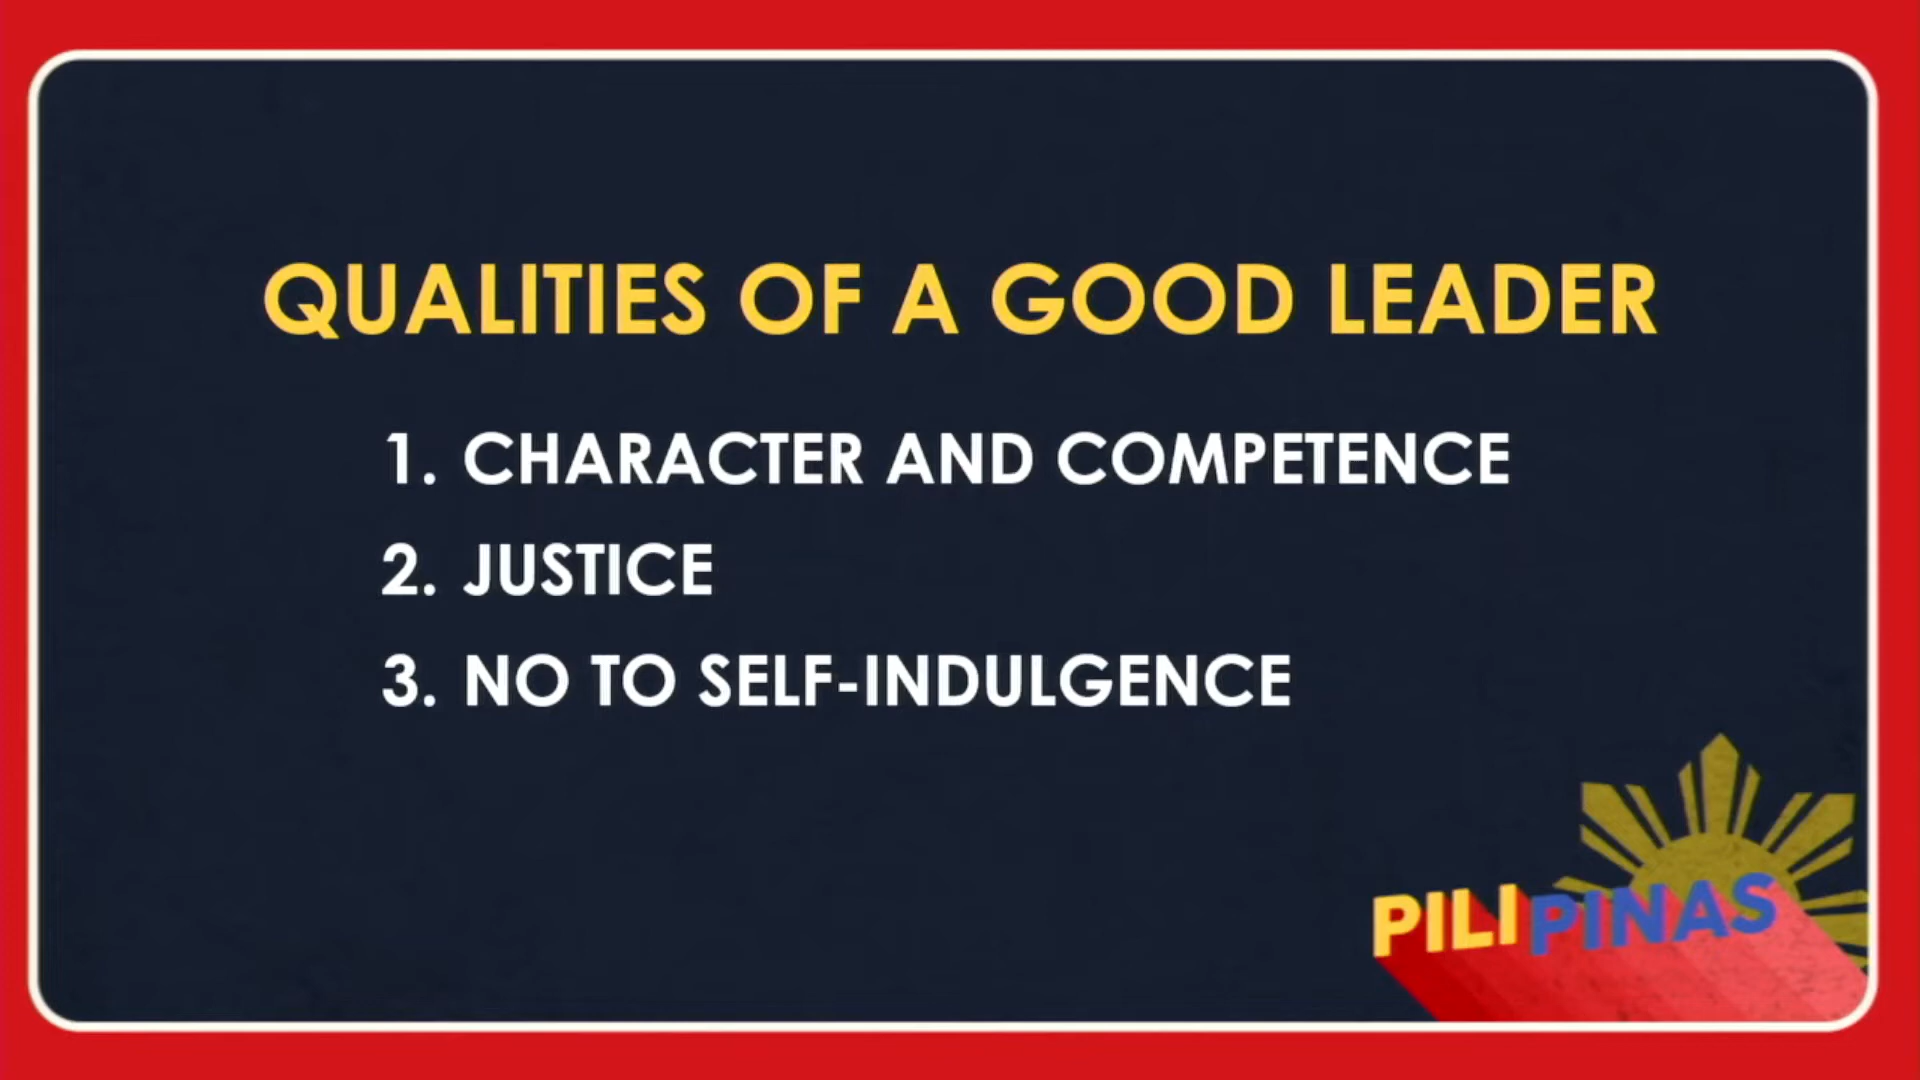 QUALITIES OF A GOOD LEADER
1. CHARACTER AND COMPETENCE
2. JUSTICE
3. NO TO SELF-INDULGENCE
PILIPINAS